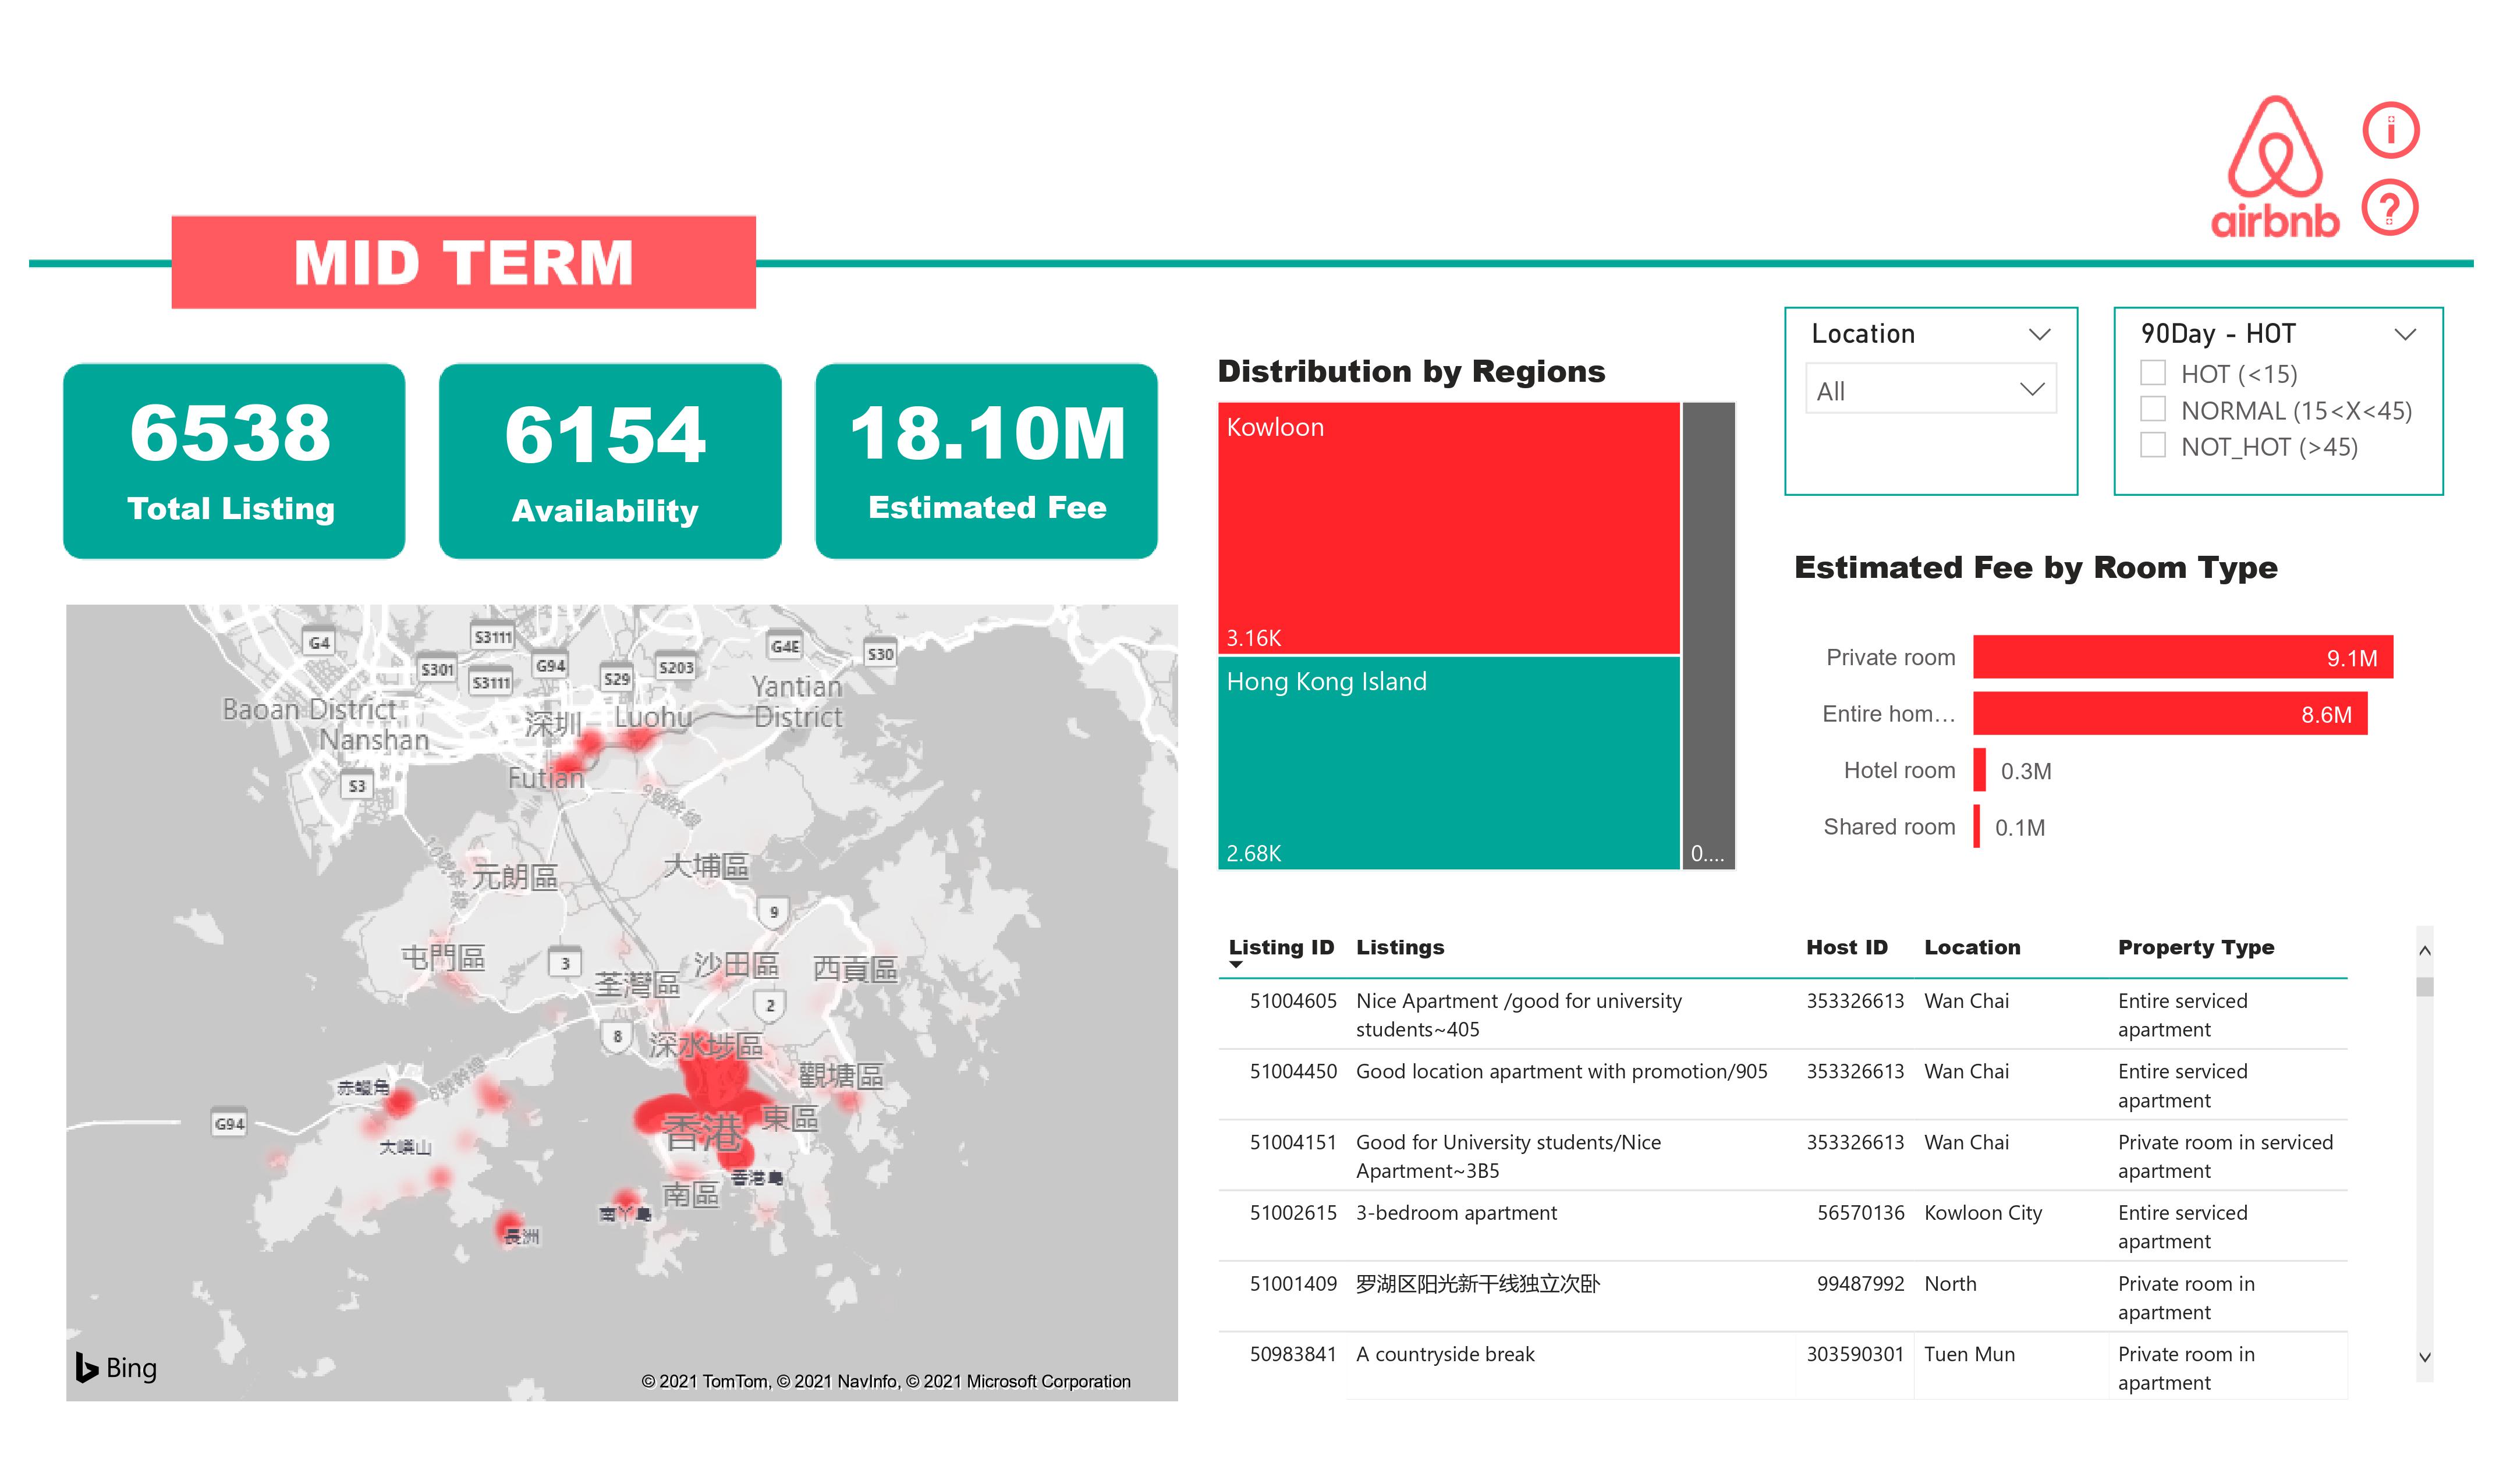 airbnb
i
?
MID TERM
6538
Total Listing
6154
Availability
18.10M
Estimated Fee
Distribution by Regions
Kowloon
3.16K
Hong Kong Island
2.68K
0....
Location
All
90Day - HOT
HOT (<15)
NORMAL (15<X<45)
NOT_HOT (>45)
Estimated Fee by Room Type
Private room 9.1M
Entire hom... 8.6M
Hotel room 0.3M
Shared room 0.1M
G4
S3111
S301
S3111
G94
S29
S203
G4E
S30
Yantian
District
Baoan District
Nanshan
深圳
Luohu
Futian
S3
元朗區
大埔區
9
屯門區
3
荃灣區
沙田區
西貢區
2
8
深水埗區
觀塘區
赤鱲角
G94
大嶼山
香港
東區
香港島
南區
南丫島
長洲
Bing
© 2021 TomTom, © 2021 NavInfo, © 2021 Microsoft Corporation
Listing ID Listings Host ID Location Property Type
51004605 Nice Apartment /good for university 353326613 Wan Chai Entire serviced
students~405 apartment
51004450 Good location apartment with promotion/905 353326613 Wan Chai Entire serviced
apartment
51004151 Good for University students/Nice 353326613 Wan Chai Private room in serviced
Apartment~3B5 apartment
51002615 3-bedroom apartment 56570136 Kowloon City Entire serviced
apartment
51001409 罗湖区阳光新干线独立次卧 99487992 North Private room in
apartment
50983841 A countryside break 303590301 Tuen Mun Private room in
apartment